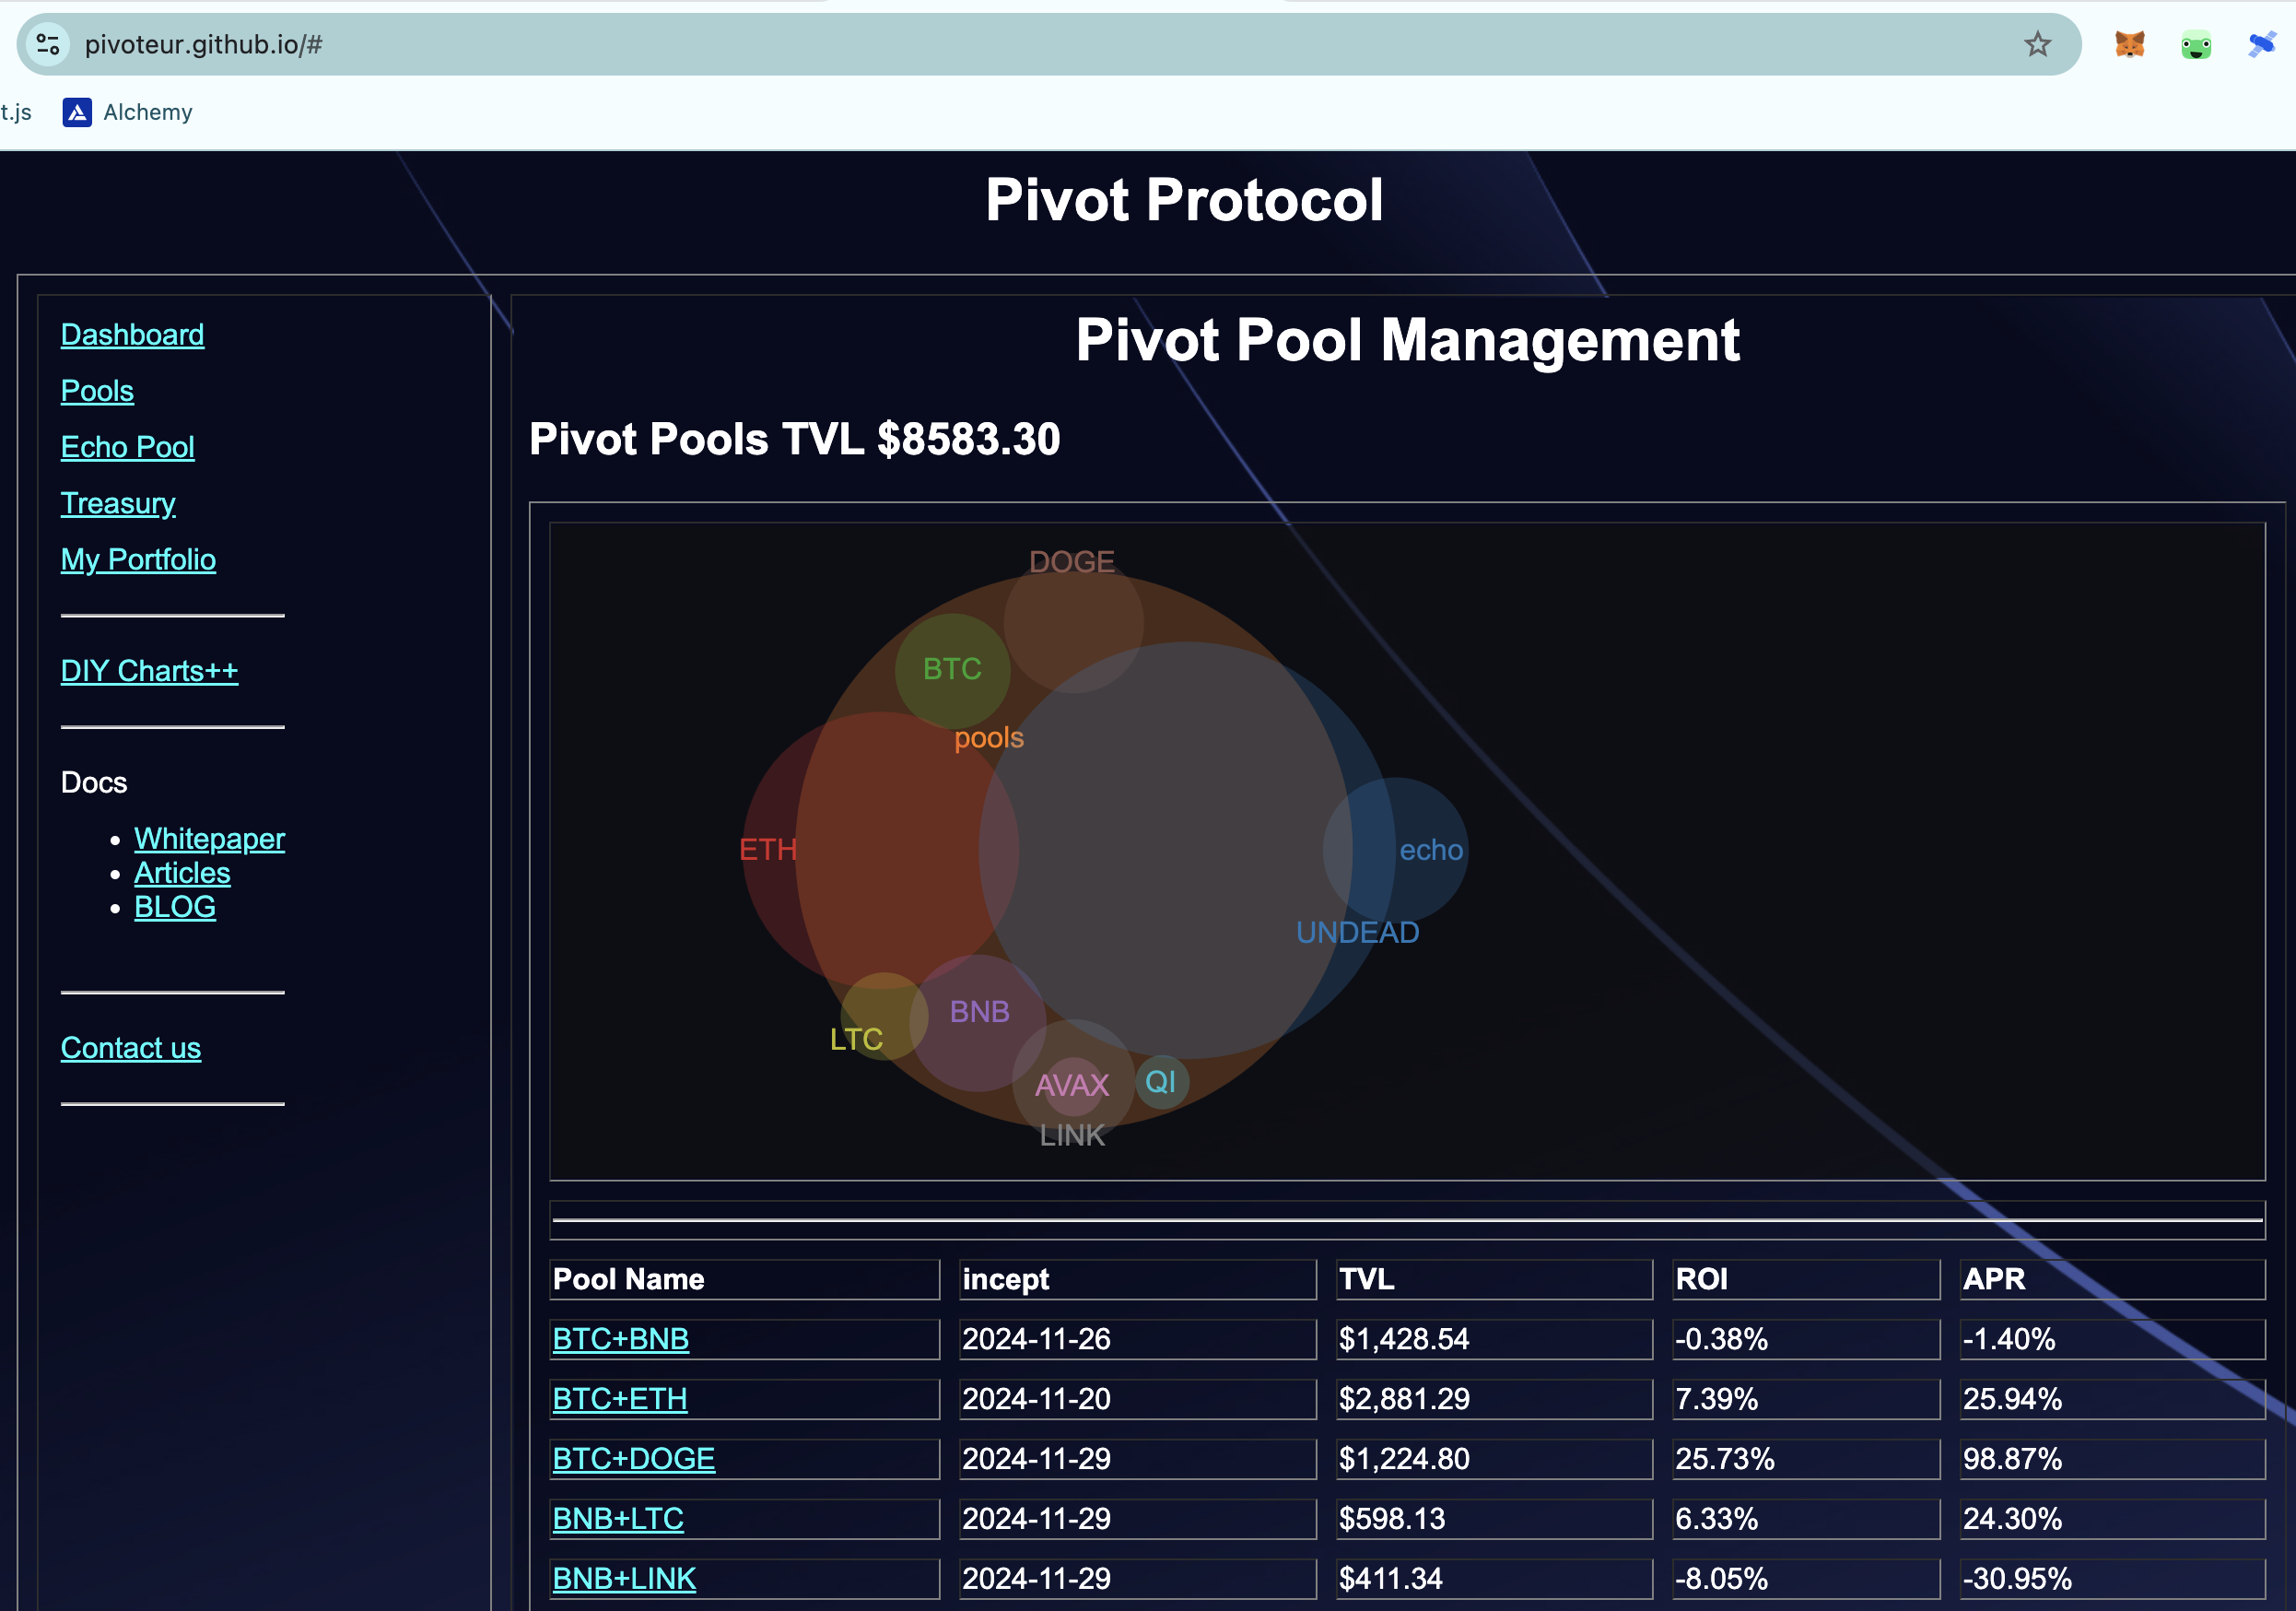 pivoteur.github.io/#
t.js Alchemy
Pivot Protocol
Dashboard
Pools
Echo Pool
Treasury
My Portfolio
DIY Charts++
Docs
Whitepaper
Articles
BLOG
Contact us
Pivot Pool Management
Pivot Pools TVL $8583.30
DOGE
BTC
pools
ETH
echo
UNDEAD
BNB
LTC
AVAX
QI
LINK
Pool Name incept TVL ROI APR
BTC+BNB 2024-11-26 $1,428.54 -0.38% -1.40%
BTC+ETH 2024-11-20 $2,881.29 7.39% 25.94%
BTC+DOGE 2024-11-29 $1,224.80 25.73% 98.87%
BNB+LTC 2024-11-29 $598.13 6.33% 24.30%
BNB+LINK 2024-11-29 $411.34 -8.05% -30.95%